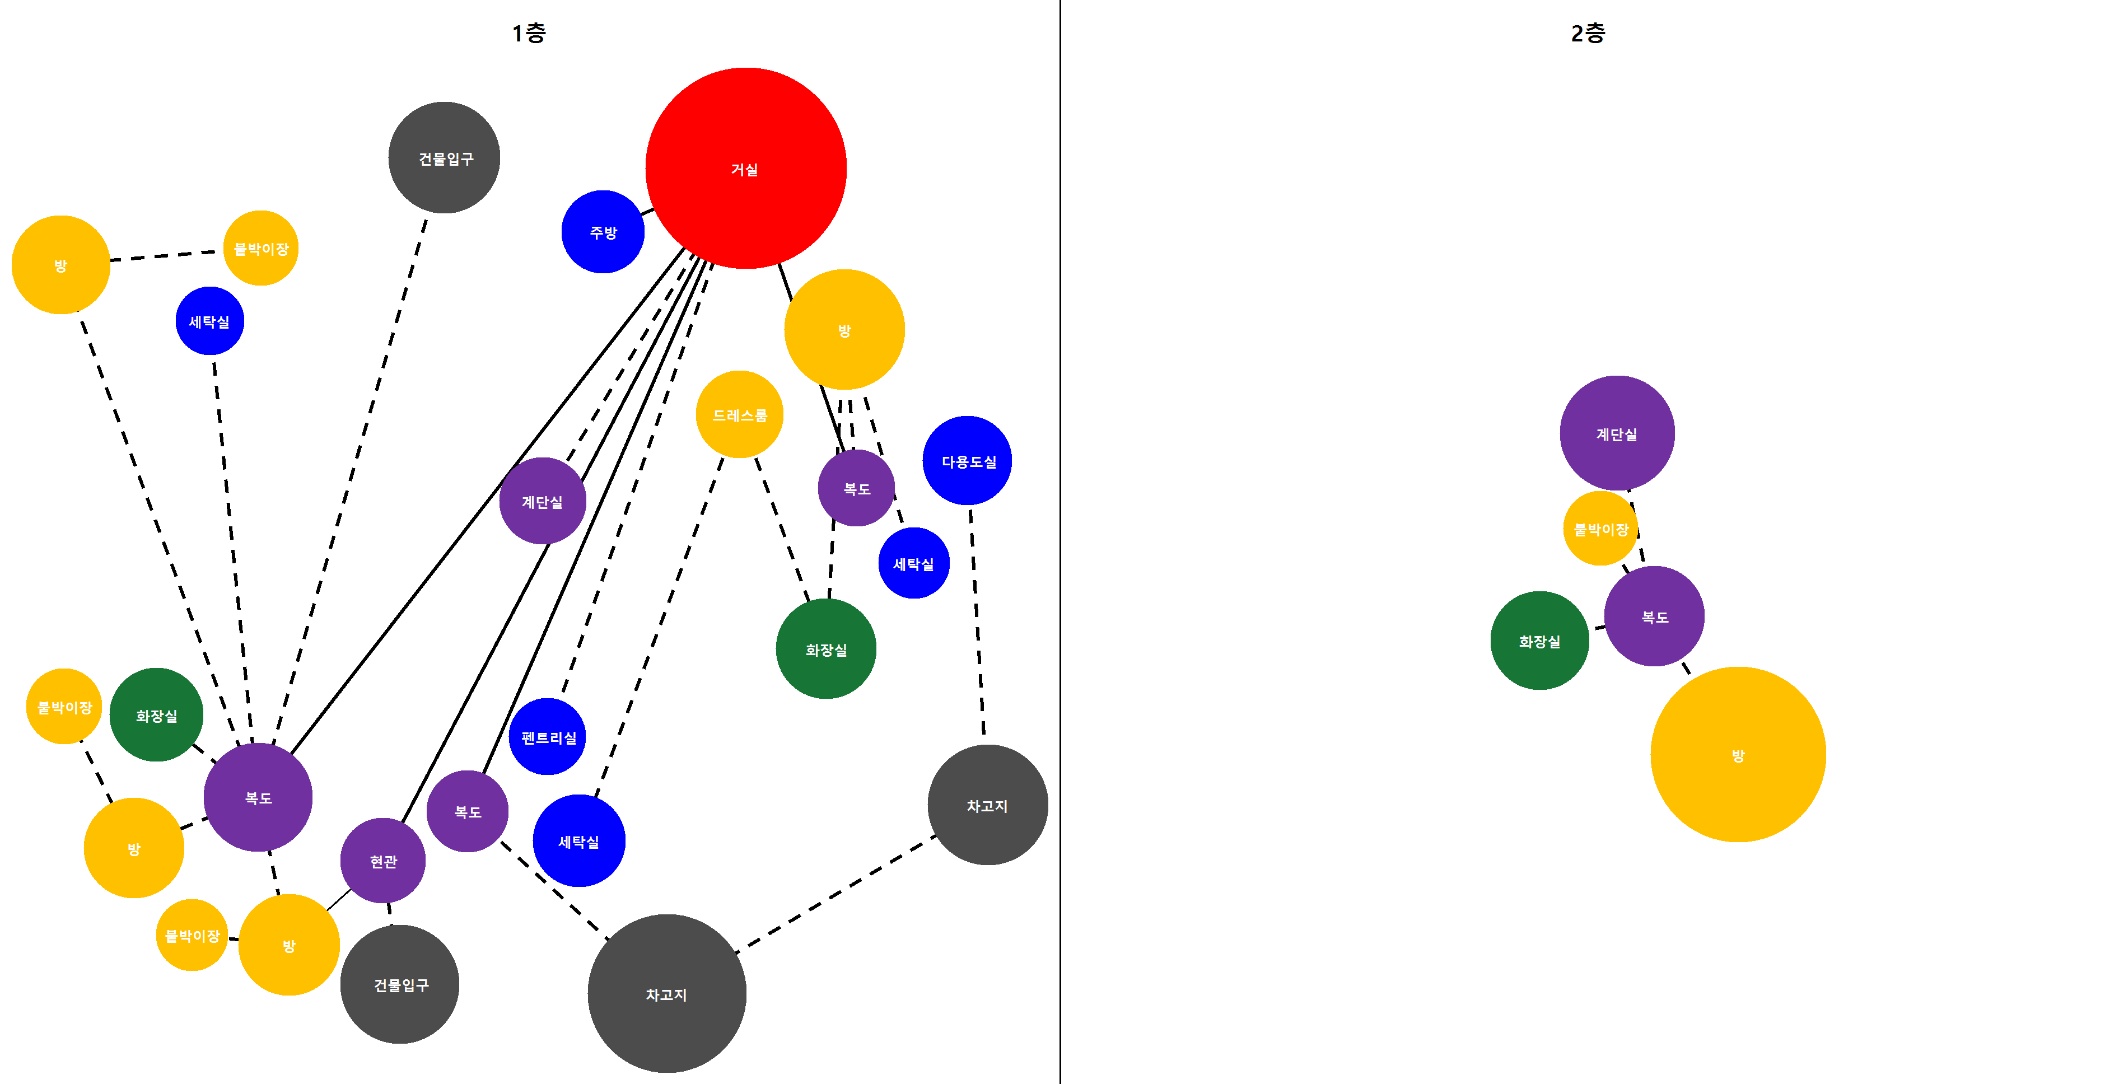 1층
건물입구
거실
주방
방
붙박이장
세탁실
방
드레스룸
다용도실
계단실
복도
세탁실
화장실
붙박이장
화장실
펜트리실
복도
복도
세탁실
차고지
방
현관
붙박이장
방
건물입구
차고지
2층
계단실
붙박이장
복도
화장실
방